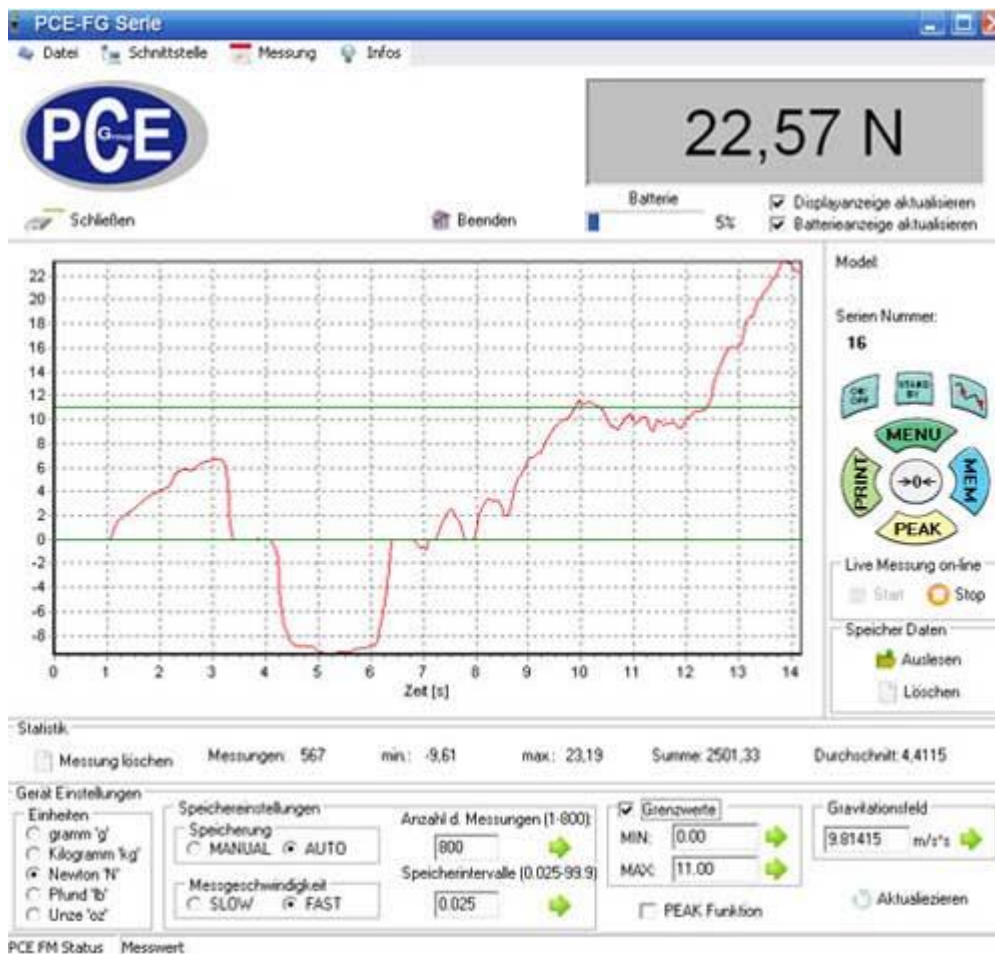 PCE-FG Serie
Datei Schnittstelle Messung Infos
PCE
Group
22,57 N
Schließen
Beenden
Batterie
5%
Displayanzeige aktualisieren
Batterieanzeige aktualisieren
22
20
18
16
14
12
10
8
6
4
2
0
-2
-4
-6
-8
0 1 2 3 4 5 6 7 8 9 10 11 12 13 14
Zeit [s]
Model:
Serien Nummer:
16
ON/
OFF
STAND
BY
MENU
PRINT
→0←
MEM
PEAK
Live Messung on-line
Start Stop
Speicher Daten
Auslesen
Löschen
Statistik
Messung löschen Messungen: 567 min.: -9,61 max.: 23,19 Summe: 2501,33 Durchschnitt: 4,4115
Gerät Einstellungen
Einheiten
gramm 'g'
Kilogramm 'kg'
Newton 'N'
Pfund 'lb'
Unze 'oz'
Speichereinstellungen
Speicherung
MANUAL AUTO
Messgeschwindigkeit
SLOW FAST
Anzahl d. Messungen (1-800):
800
Speicherintervalle (0.025-99.9)
0.025
Grenzwerte
MIN: 0.00
MAX: 11.00
PEAK Funktion
Gravitationsfeld
9.81415 m/s*s
Aktualiezieren
PCE FM Status Messwert